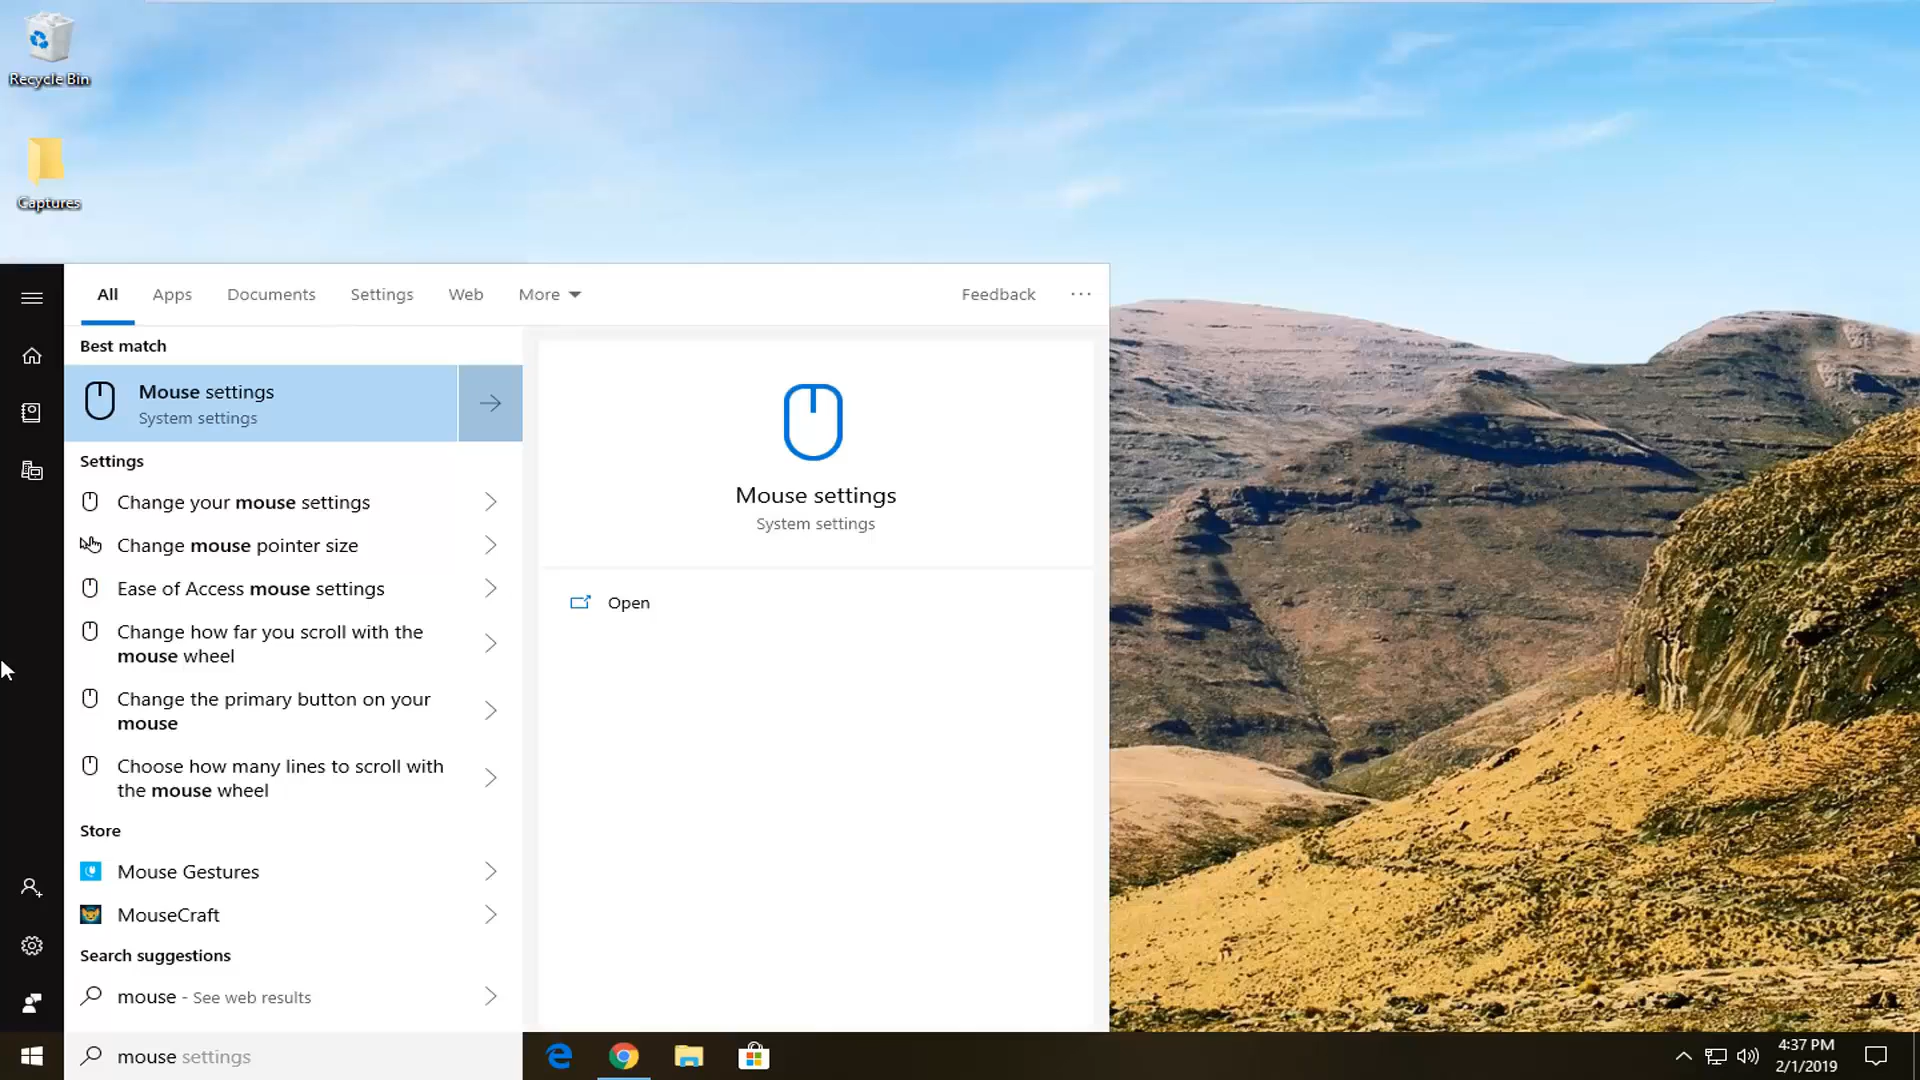 Recycle Bin
Captures
All
Apps
Documents
Settings
Web
More
Feedback
...
Best match
Mouse settings
System settings
Settings
Change your mouse settings
Change mouse pointer size
Ease of Access mouse settings
Change how far you scroll with the
mouse wheel
Change the primary button on your
mouse
Choose how many lines to scroll with
the mouse wheel
Store
Mouse Gestures
MouseCraft
Search suggestions
mouse - See web results
Mouse settings
System settings
Open
mouse settings
4:37 PM
2/1/2019